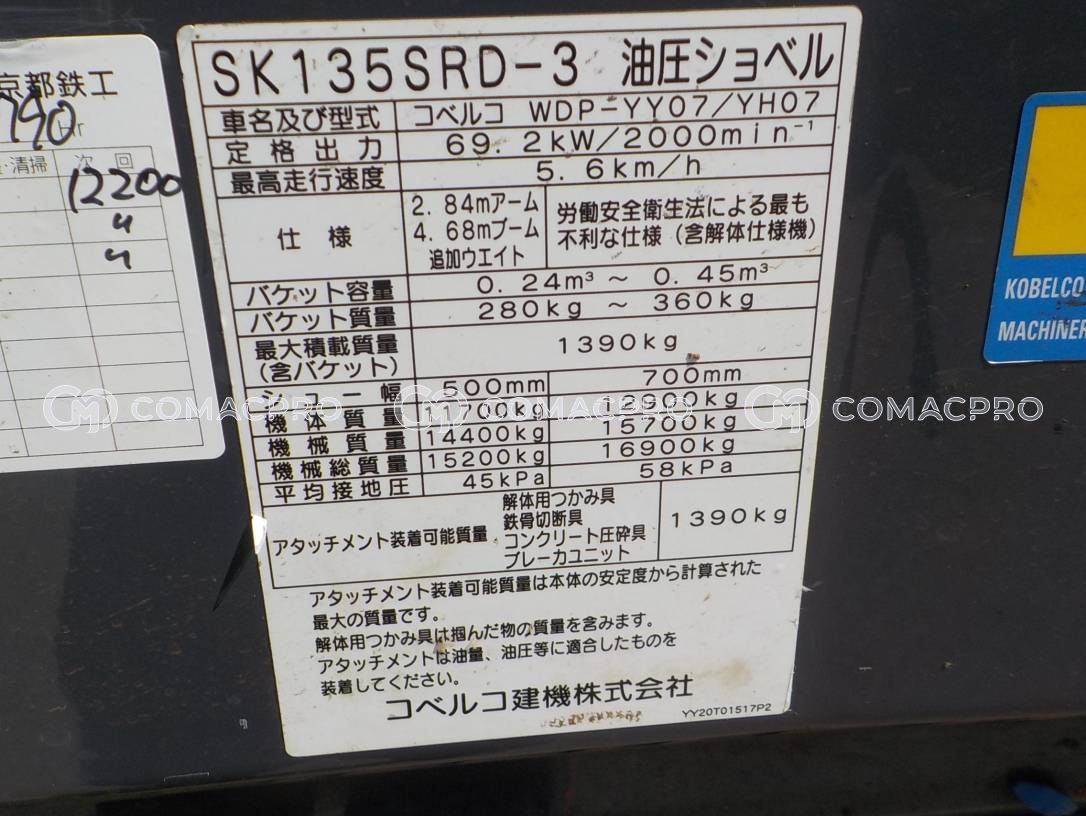 京都鉄工
790 Hr
・清掃 次 回
12200
〃
〃
SK135SRD-3 油圧ショベル
車名及び型式 コベルコ WDP-YY07/YH07
定格出力 69.2kW/2000min⁻¹
最高走行速度 5.6km/h
仕様 2.84mアーム 4.68mブーム 追加ウエイト 労働安全衛生法による最も不利な仕様(含解体仕様機)
バケット容量 0.24m³ ~ 0.45m³
バケット質量 280kg ~ 360kg
最大積載質量(含バケット) 1390kg
シュー幅 500mm 700mm
機体質量 11700kg 12900kg
機械質量 14400kg 15700kg
機械総質量 15200kg 16900kg
平均接地圧 45kPa 58kPa
アタッチメント装着可能質量 解体用つかみ具 鉄骨切断具 コンクリート圧砕具 ブレーカユニット 1390kg
アタッチメント装着可能質量は本体の安定度から計算された
最大の質量です。
解体用つかみ具は掴んだ物の質量を含みます。
アタッチメントは油量、油圧等に適合したものを
装着してください。
コベルコ建機株式会社
YY20T01517P2
KOBELCO
MACHINER
COMACPRO COMACPRO COMACPRO